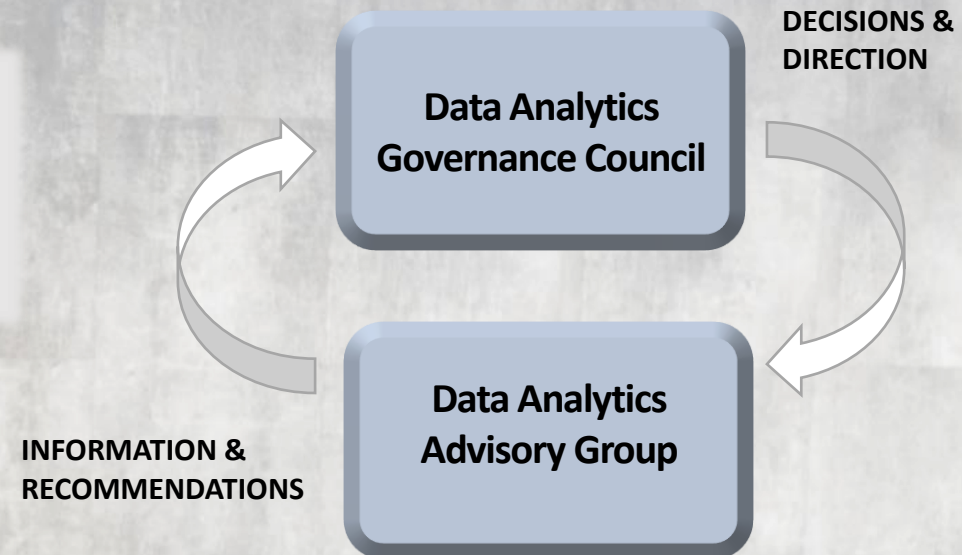 DECISIONS &
DIRECTION
Data Analytics
Governance Council
Data Analytics
Advisory Group
INFORMATION &
RECOMMENDATIONS